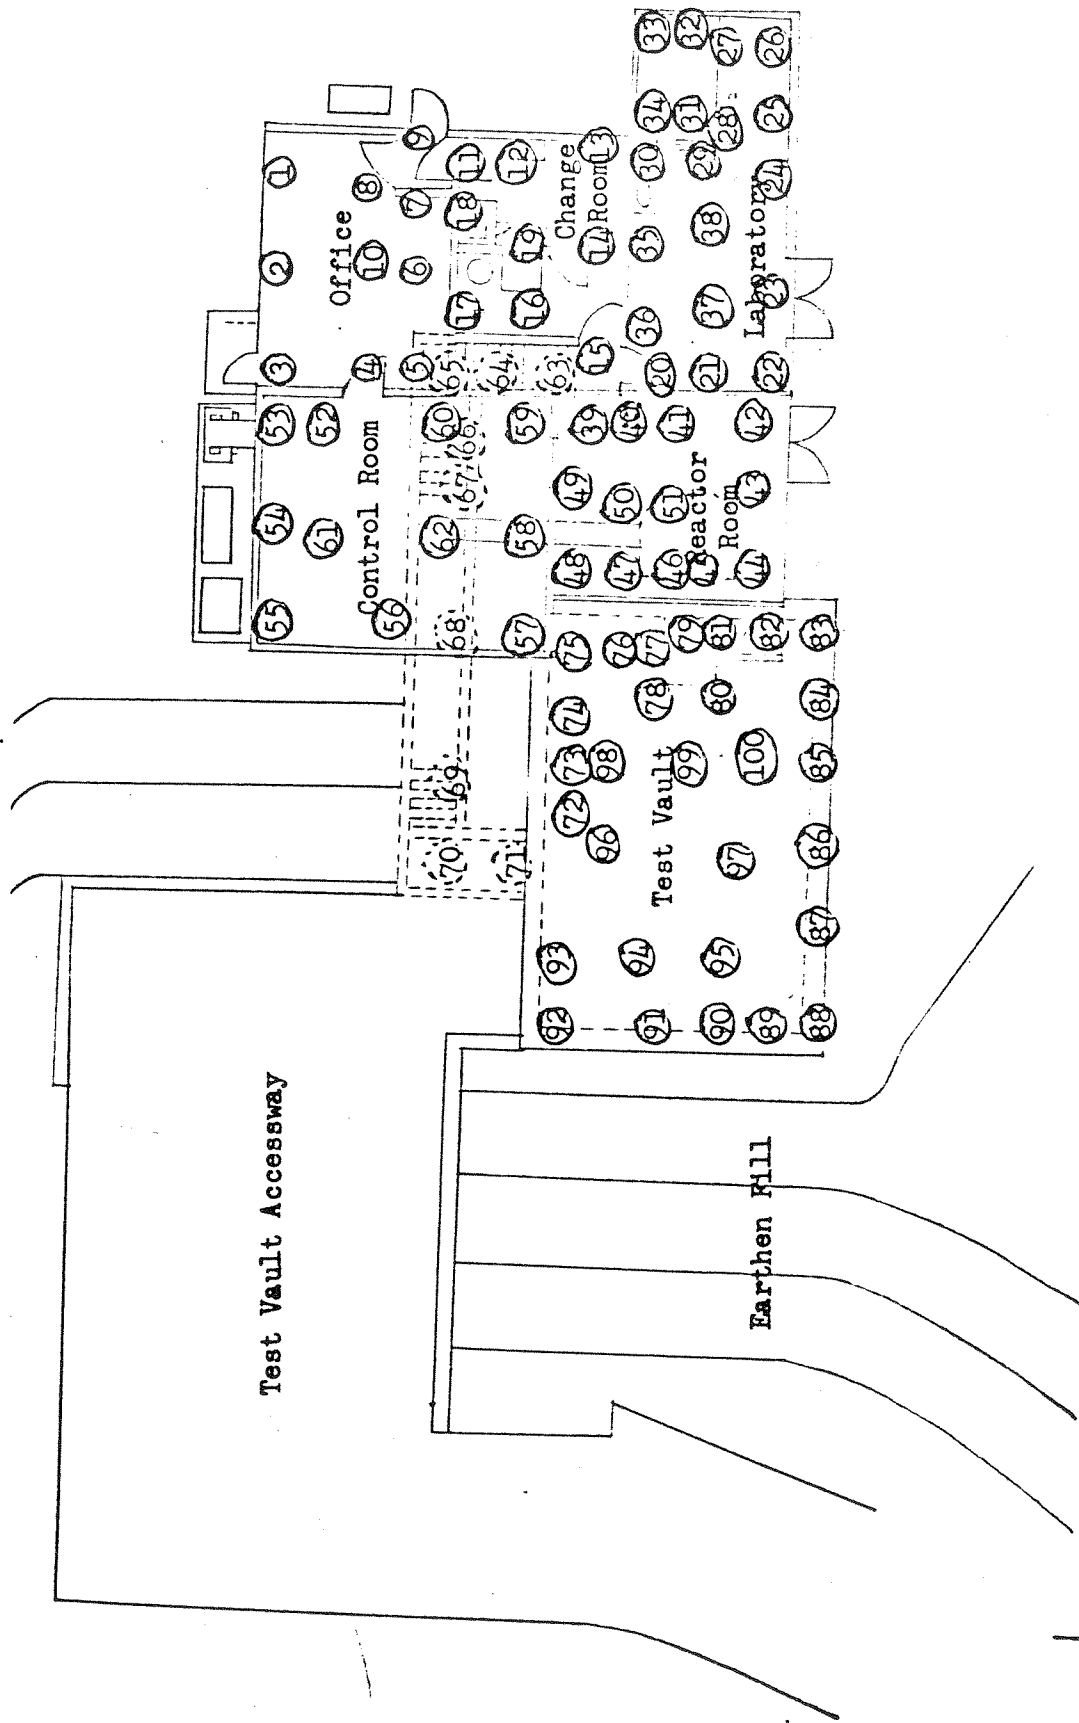 Test Vault Accessway
55 54 53 3 2 1
61 52
Office
Control Room
4 10 8
56
5 6 7 9
70 69 68 62 60 65
67 66 17 18 11
64
71 57 58 59 16 19 12
63
92 93 72 73 74 75 48 49
Change
Room
39 15 14 13
96 98 76 47 50 40 36 35 30
94
91 78 77 34 33
Test Vault
46 51 41 20
99 79 31 32
Reactor
Room
45 21 37 38 29
90 95 97 80 81 28 27
100
Laboratory
44 43 42
89 82 22 23 24 25 26
Earthen Fill
88 87 86 85 84 83